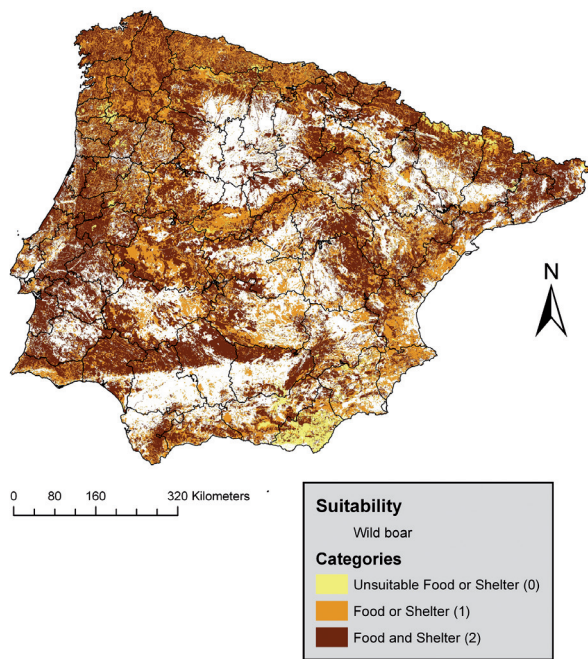 N
0 80 160 320 Kilometers
Suitability
Wild boar
Categories
Unsuitable Food or Shelter (0)
Food or Shelter (1)
Food and Shelter (2)